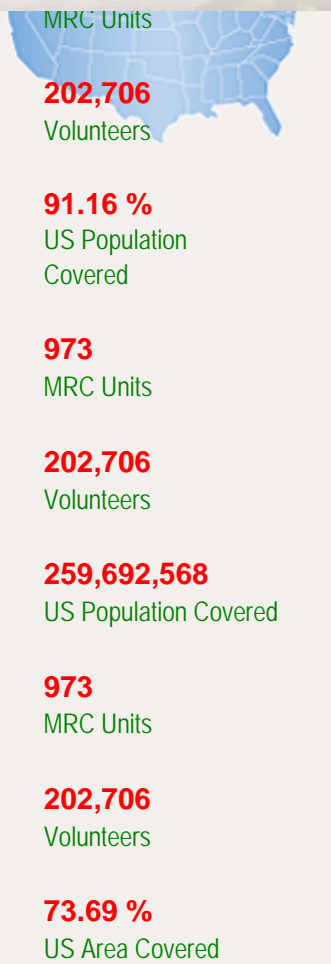 MRC Units
202,706
Volunteers
91.16 %
US Population
Covered
973
MRC Units
202,706
Volunteers
259,692,568
US Population Covered
973
MRC Units
202,706
Volunteers
73.69 %
US Area Covered